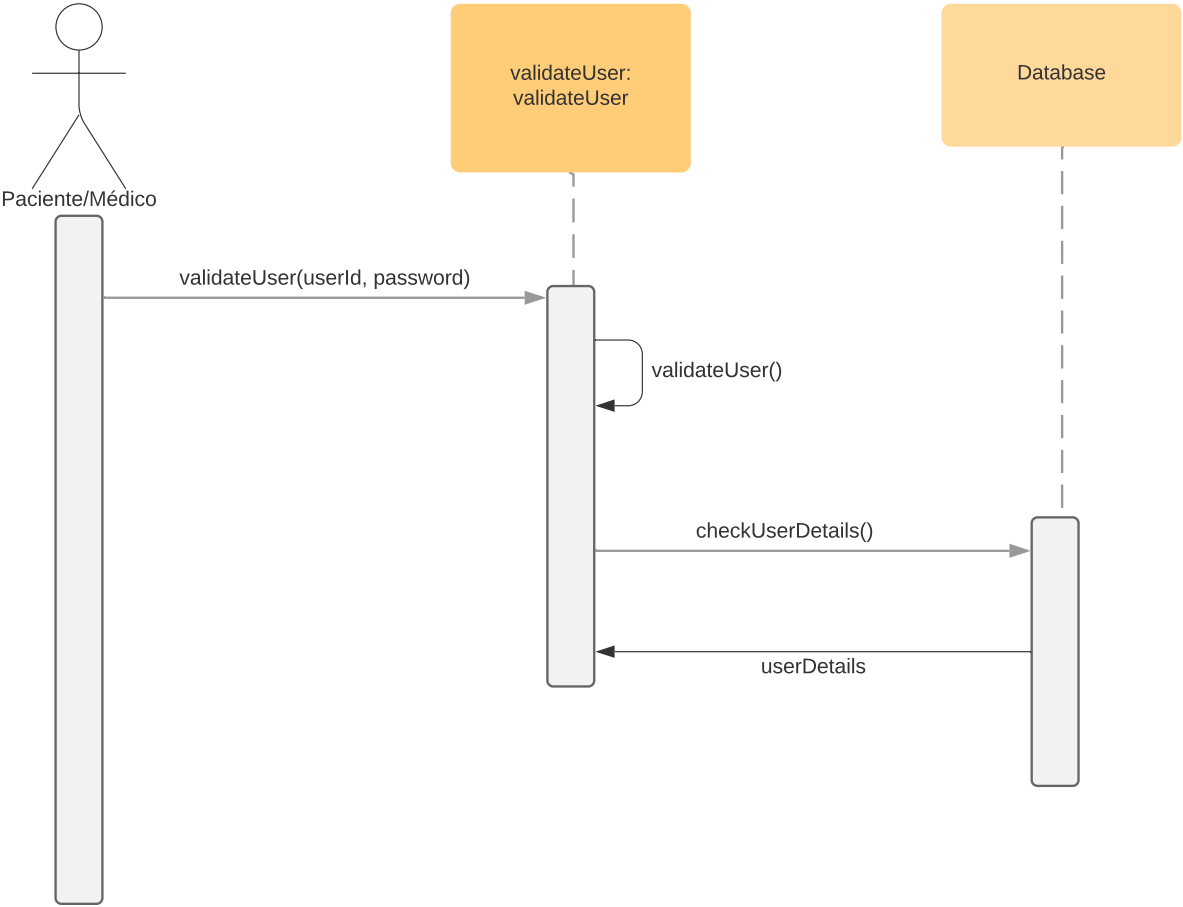 validateUser:
validateUser
Database
Paciente/Médico
validateUser(userId, password)
validateUser()
checkUserDetails()
userDetails